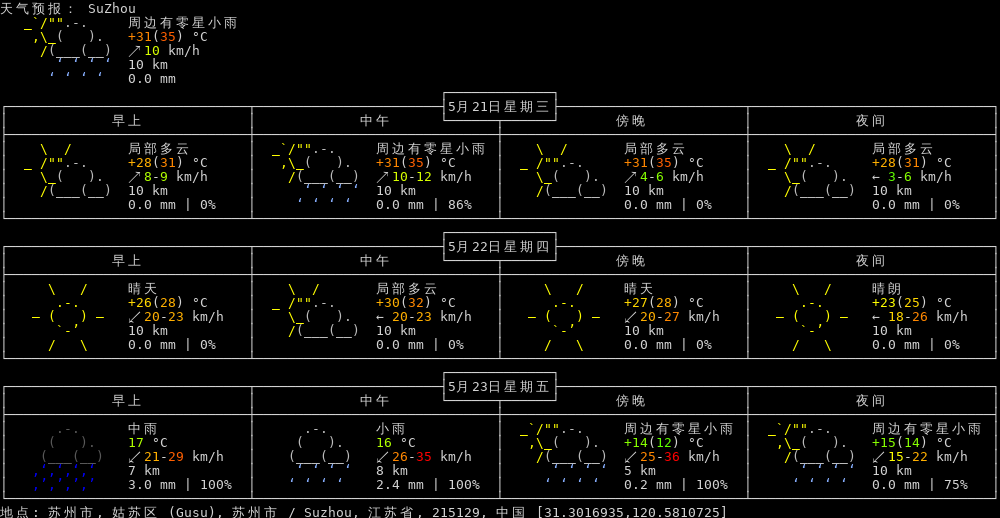 天气预报： SuZhou
周边有零星小雨
+31(35) °C
↗10 km/h
10 km
0.0 mm
5月21日星期三
早上 中午 傍晚 夜间
局部多云 周边有零星小雨 局部多云 局部多云
+28(31) °C +31(35) °C +31(35) °C +28(31) °C
↗8-9 km/h ↗10-12 km/h ↗4-6 km/h ← 3-6 km/h
10 km 10 km 10 km 10 km
0.0 mm | 0% 0.0 mm | 86% 0.0 mm | 0% 0.0 mm | 0%
5月22日星期四
早上 中午 傍晚 夜间
晴天 局部多云 晴天 晴朗
+26(28) °C +30(32) °C +27(28) °C +23(25) °C
↙20-23 km/h ← 20-23 km/h ↙20-27 km/h ← 18-26 km/h
10 km 10 km 10 km 10 km
0.0 mm | 0% 0.0 mm | 0% 0.0 mm | 0% 0.0 mm | 0%
5月23日星期五
早上 中午 傍晚 夜间
中雨 小雨 周边有零星小雨 周边有零星小雨
17 °C 16 °C +14(12) °C +15(14) °C
↙21-29 km/h ↙26-35 km/h ↙25-36 km/h ↙15-22 km/h
7 km 8 km 5 km 10 km
3.0 mm | 100% 2.4 mm | 100% 0.2 mm | 100% 0.0 mm | 75%
地点: 苏州市, 姑苏区 (Gusu), 苏州市 / Suzhou, 江苏省, 215129, 中国 [31.3016935,120.5810725]